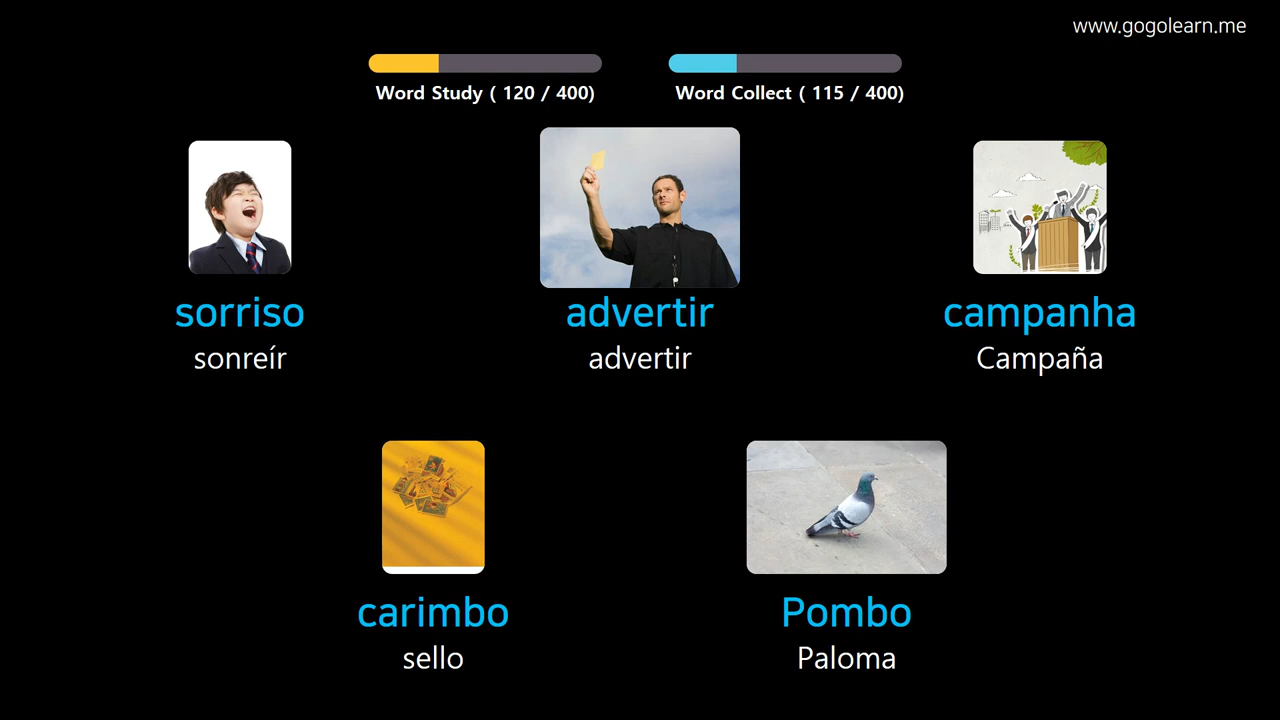 www.gogolearn.me
Word Study ( 120 / 400)
Word Collect ( 115 / 400)
sorriso
sonreír
advertir
advertir
campanha
Campaña
carimbo
sello
Pombo
Paloma